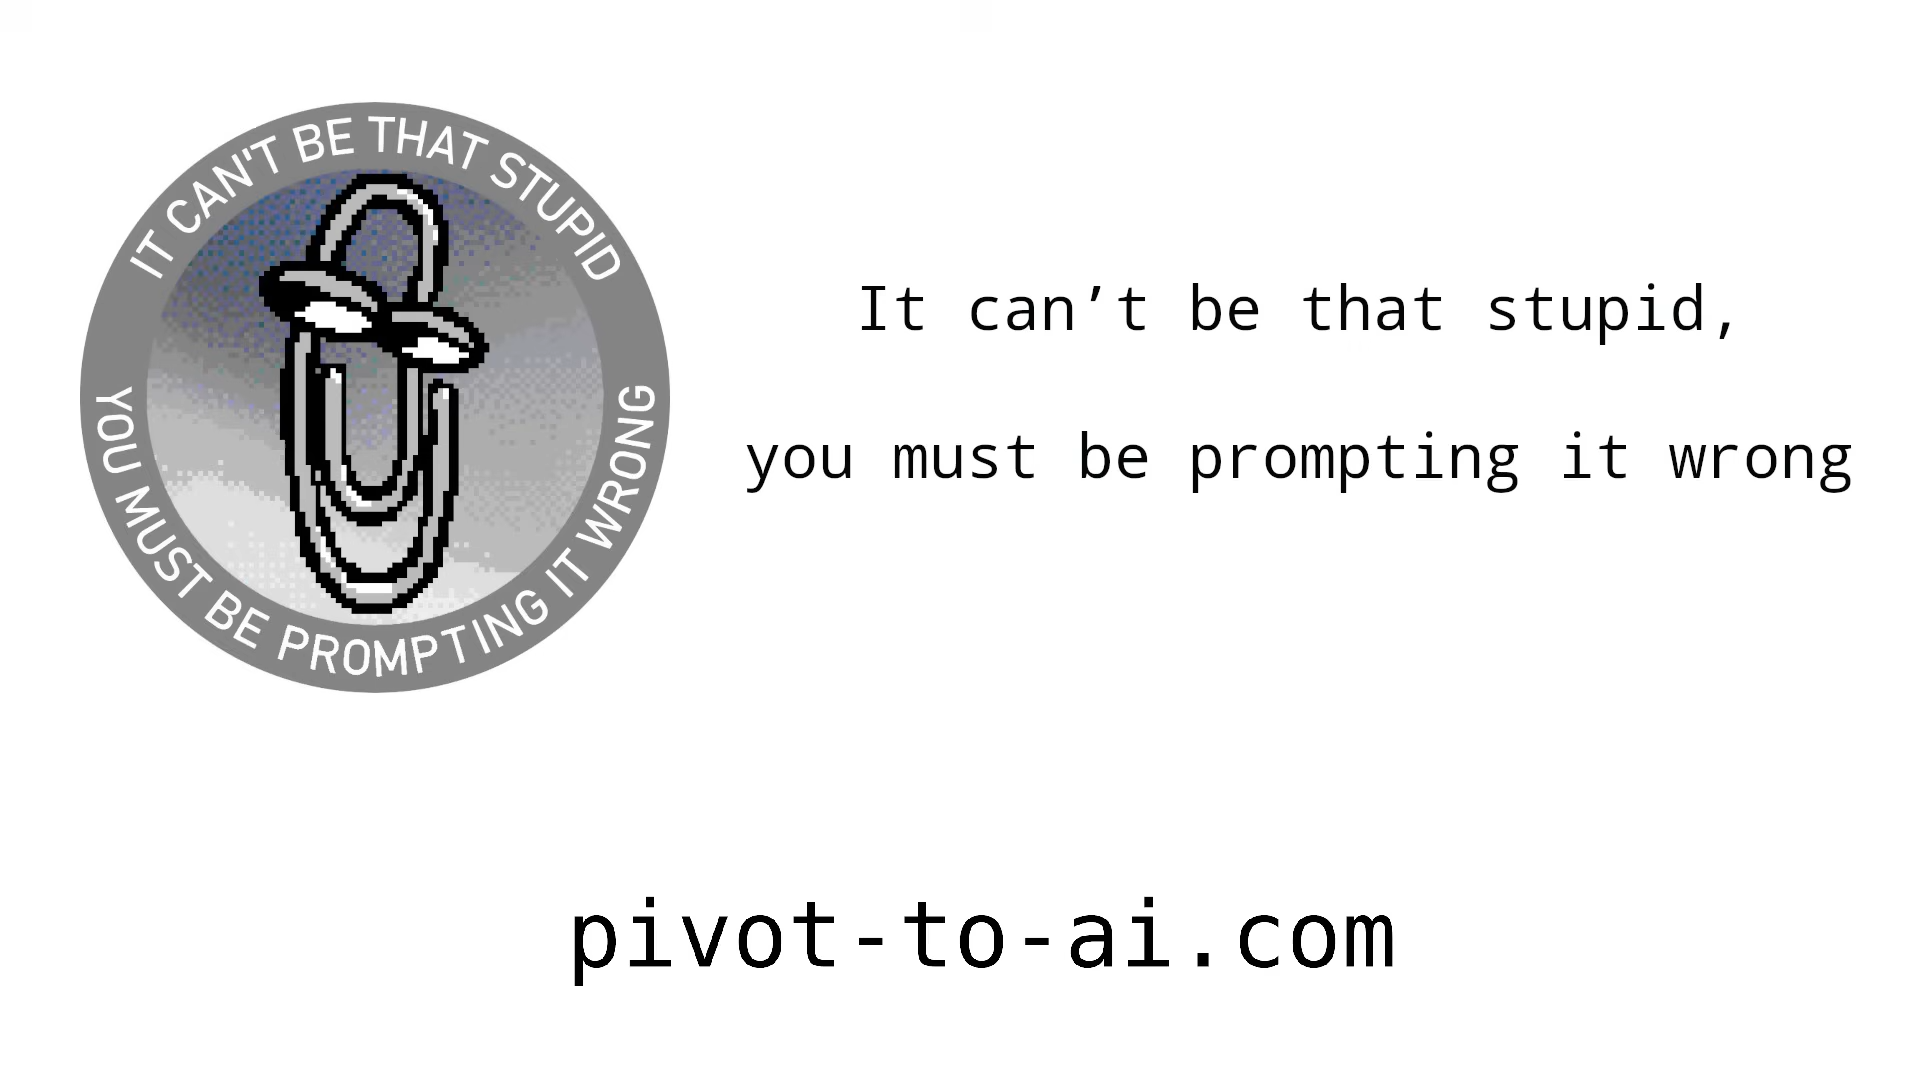 IT CAN'T BE THAT STUPID
YOU MUST BE PROMPTING IT WRONG
It can’t be that stupid,
you must be prompting it wrong
pivot-to-ai.com